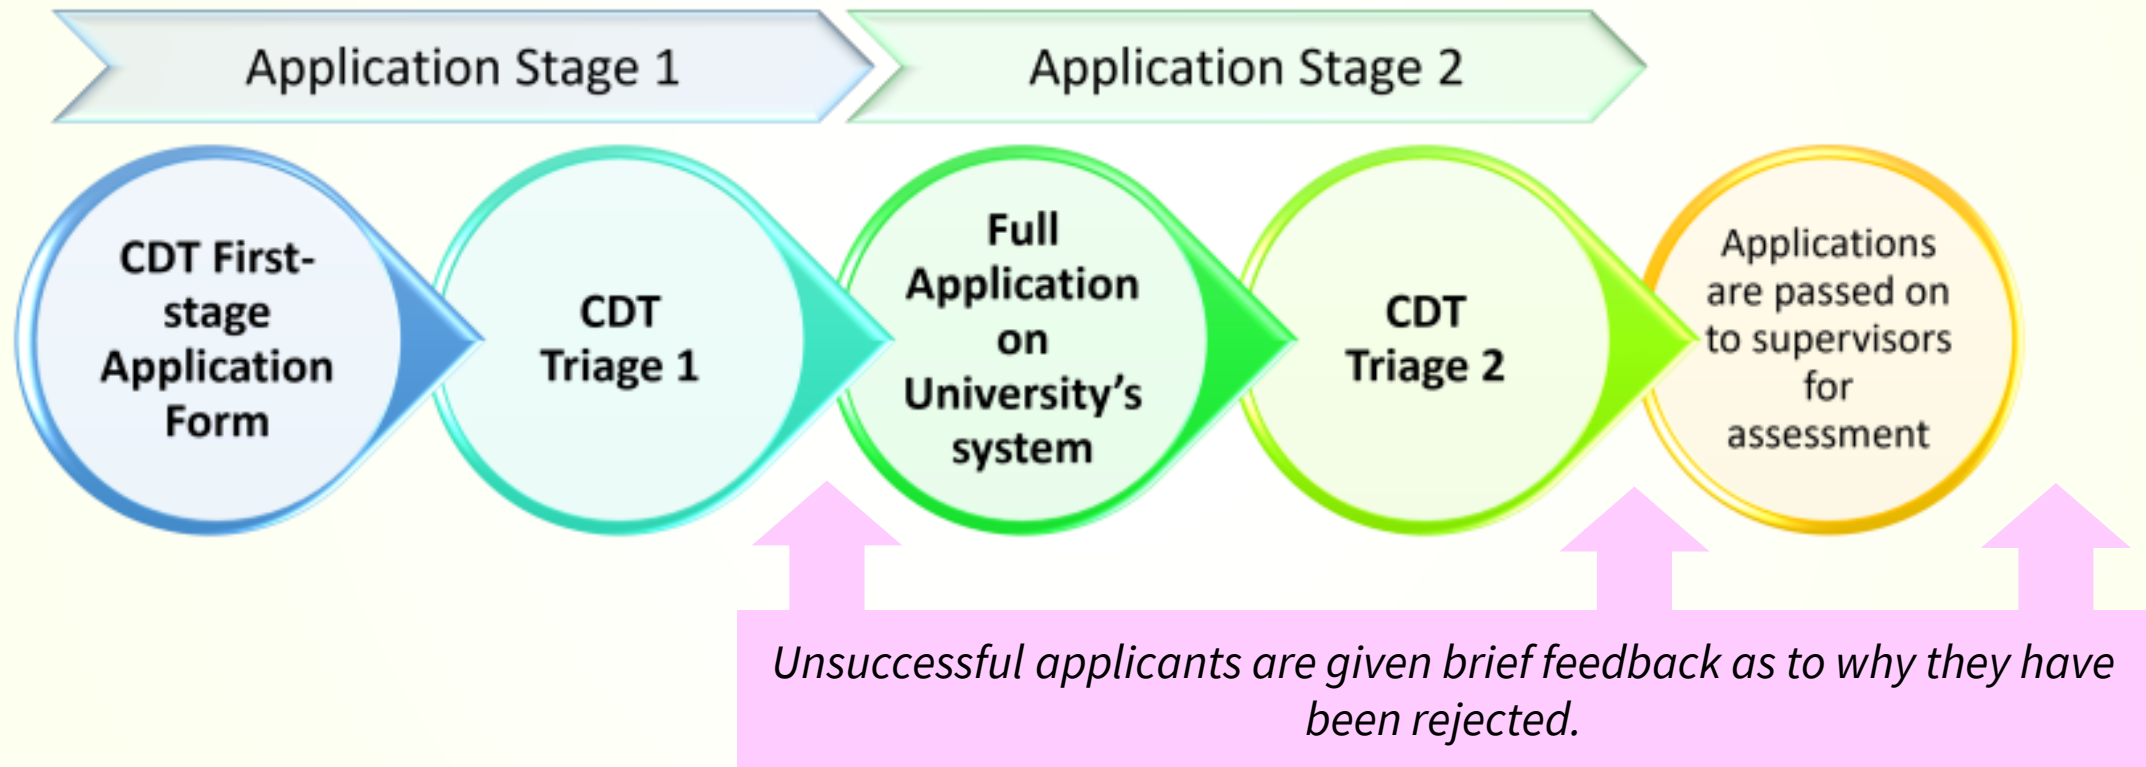 Application Stage 1
Application Stage 2
CDT First-
stage
Application
Form
CDT
Triage 1
Full
Application
on
University’s
system
CDT
Triage 2
Applications
are passed on
to supervisors
for
assessment
Unsuccessful applicants are given brief feedback as to why they have
been rejected.